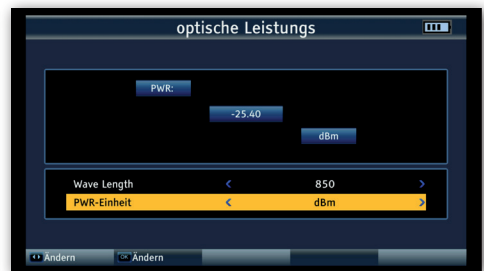 optische Leistungs
PWR:
-25.40
dBm
Wave Length < 850 >
PWR-Einheit < dBm >
Ändern OK Ändern